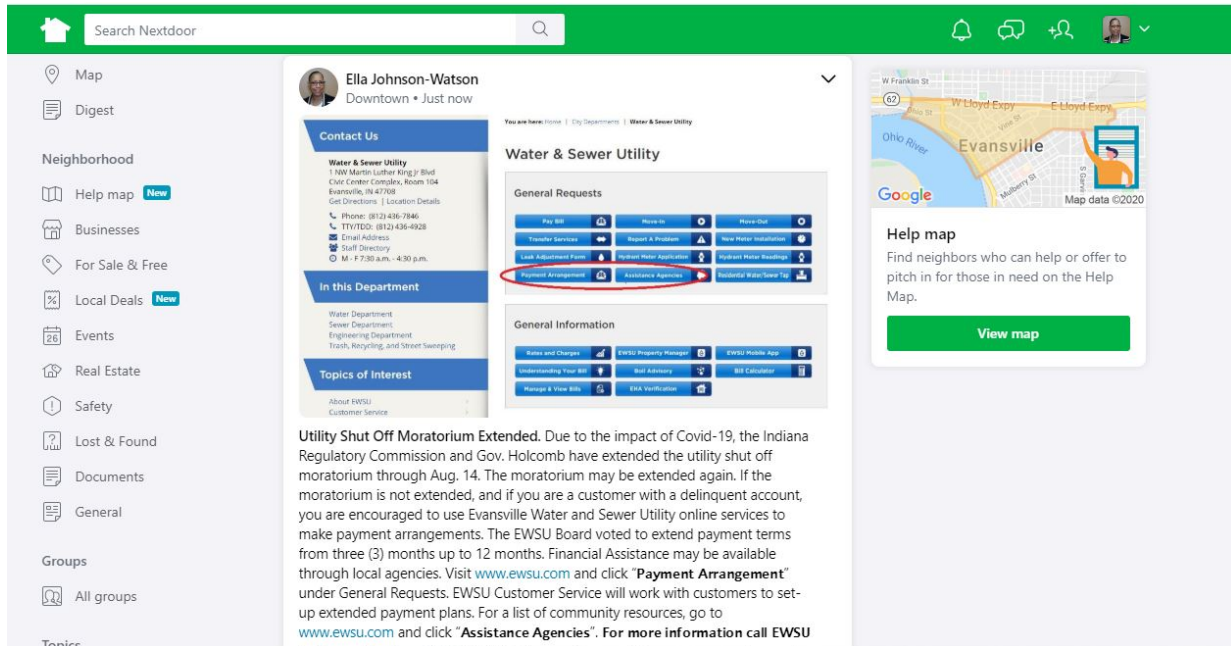 Search Nextdoor
Map
Digest
Neighborhood
Help map New
Businesses
For Sale & Free
Local Deals New
26 Events
Real Estate
Safety
Lost & Found
Documents
General
Groups
All groups
Topics
Ella Johnson-Watson
Downtown • Just now
Contact Us
Water & Sewer Utility
1 NW Martin Luther King Jr Blvd
Civic Center Complex, Room 104
Evansville, IN 47708
Get Directions | Location Details
Phone: (812) 436-7846
TTY/TDD: (812) 436-4928
Email Address
Staff Directory
M - F 7:30 a.m. - 4:30 p.m.
In this Department
Water Department
Sewer Department
Engineering Department
Trash, Recycling, and Street Sweeping
Topics of Interest
About EWSU
Customer Service
You are here: Home | City Departments | Water & Sewer Utility
Water & Sewer Utility
General Requests
Pay Bill Move-In Move-Out
Transfer Services Report A Problem New Meter Installation
Leak Adjustment Form Hydrant Meter Application Hydrant Meter Readings
Payment Arrangement Assistance Agencies Residential Water/Sewer Tap
General Information
Rates and Charges EWSU Property Manager EWSU Mobile App
Understanding Your Bill Boil Advisory Bill Calculator
Manage & View Bills EHA Verification
Utility Shut Off Moratorium Extended. Due to the impact of Covid-19, the Indiana
Regulatory Commission and Gov. Holcomb have extended the utility shut off
moratorium through Aug. 14. The moratorium may be extended again. If the
moratorium is not extended, and if you are a customer with a delinquent account,
you are encouraged to use Evansville Water and Sewer Utility online services to
make payment arrangements. The EWSU Board voted to extend payment terms
from three (3) months up to 12 months. Financial Assistance may be available
through local agencies. Visit www.ewsu.com and click "Payment Arrangement"
under General Requests. EWSU Customer Service will work with customers to set-
up extended payment plans. For a list of community resources, go to
www.ewsu.com and click "Assistance Agencies". For more information call EWSU
W Franklin St
62
W Lloyd Expy
E Lloyd Expy
Ohio St
Vine St
Ohio River
Evansville
Mulberry St
S Garvin
Google
Map data ©2020
Help map
Find neighbors who can help or offer to
pitch in for those in need on the Help
Map.
View map